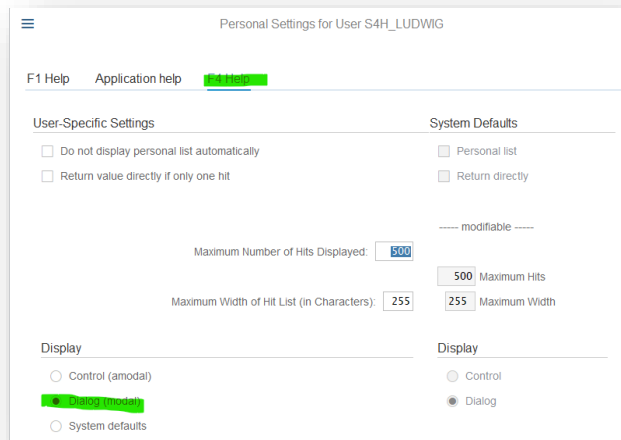 Personal Settings for User S4H_LUDWIG
F1 Help Application help F4 Help
User-Specific Settings System Defaults
Do not display personal list automatically Personal list
Return value directly if only one hit Return directly
----- modifiable -----
Maximum Number of Hits Displayed: 500
500 Maximum Hits
Maximum Width of Hit List (in Characters): 255 255 Maximum Width
Display Display
Control (amodal) Control
Dialog (modal) Dialog
System defaults